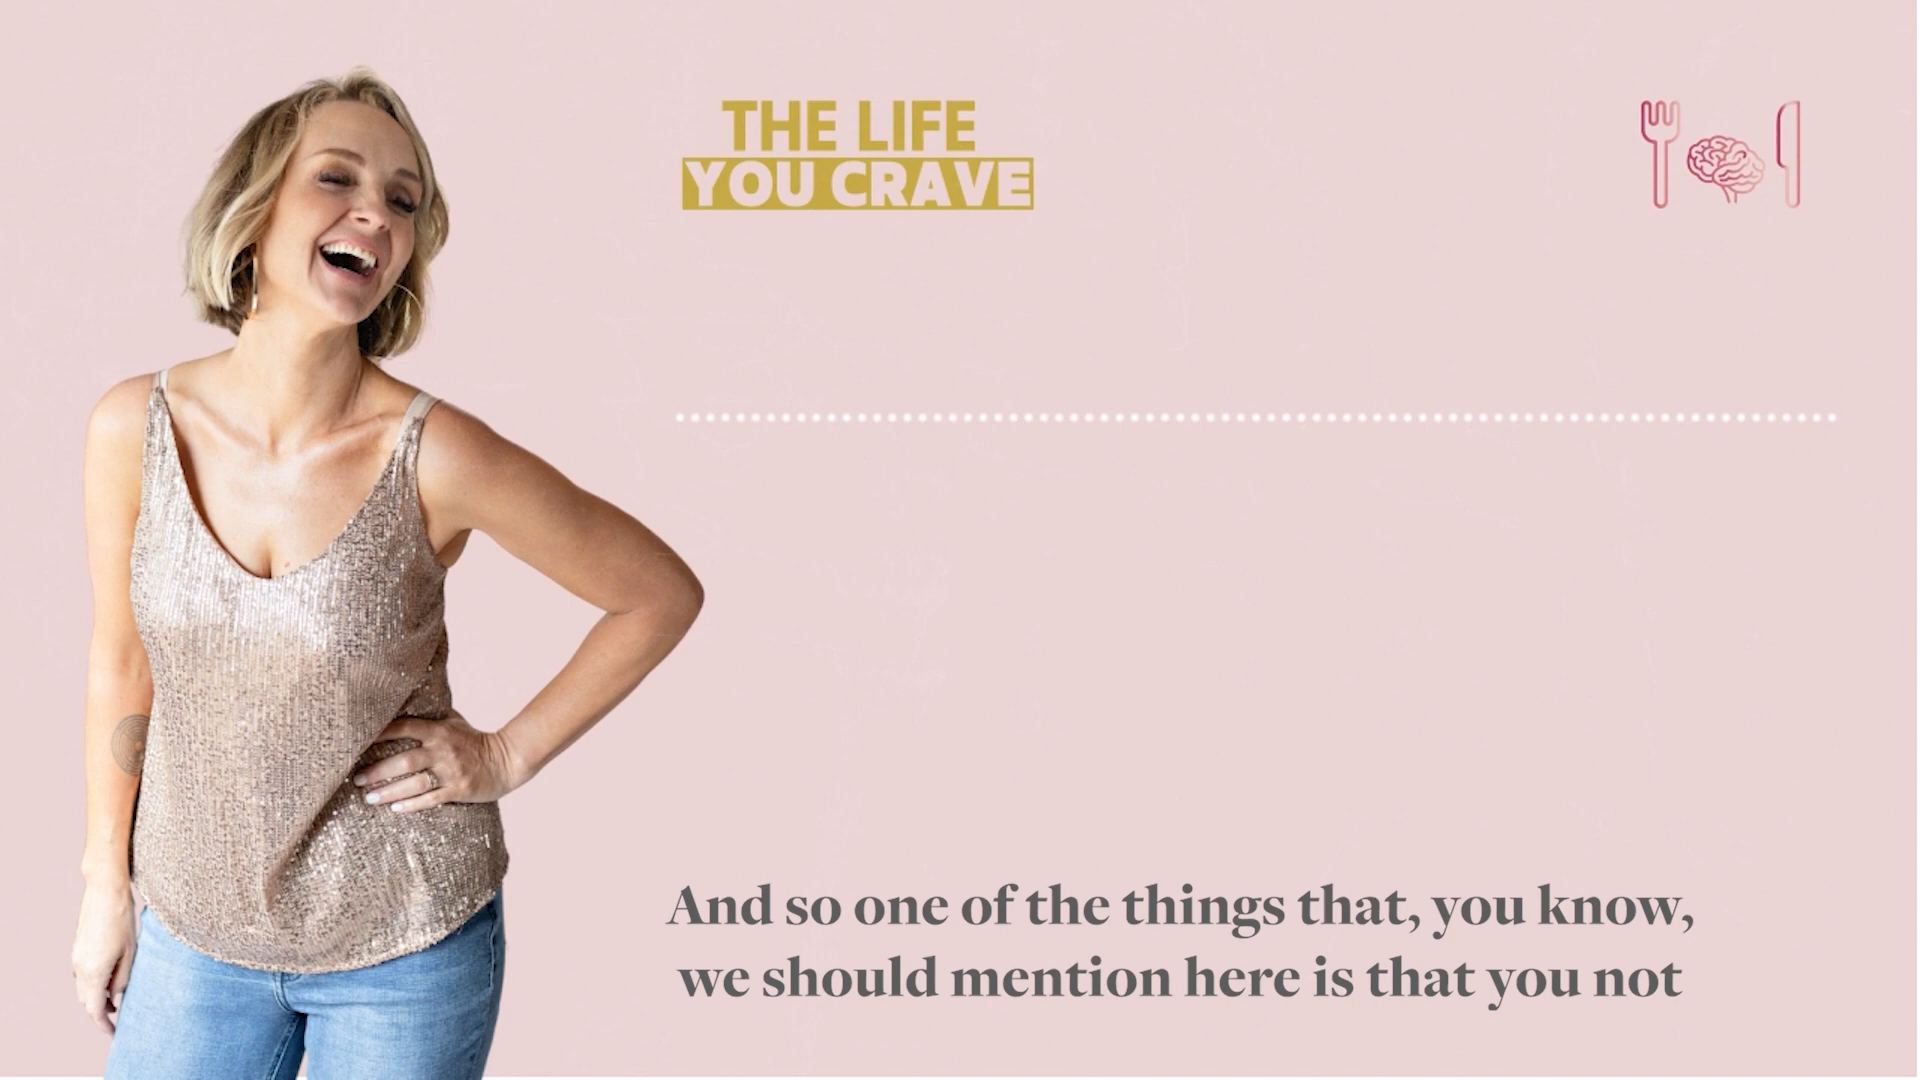 THE LIFE
YOU CRAVE
And so one of the things that, you know,
we should mention here is that you not